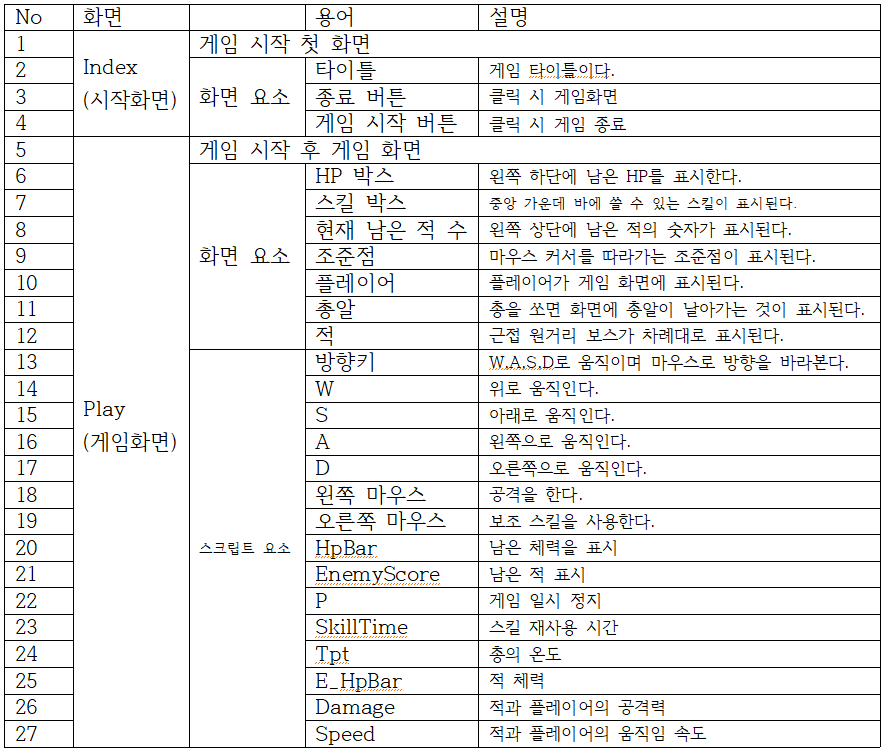 No 화면 용어 설명
1 Index (시작화면) 게임 시작 첫 화면
2 화면 요소 타이틀 게임 타이틀이다.
3 종료 버튼 클릭 시 게임화면
4 게임 시작 버튼 클릭 시 게임 종료
5 Play (게임화면) 게임 시작 후 게임 화면
6 화면 요소 HP 박스 왼쪽 하단에 남은 HP를 표시한다.
7 스킬 박스 중앙 가운데 바에 쓸 수 있는 스킬이 표시된다.
8 현재 남은 적 수 왼쪽 상단에 남은 적의 숫자가 표시된다.
9 조준점 마우스 커서를 따라가는 조준점이 표시된다.
10 플레이어 플레이어가 게임 화면에 표시된다.
11 총알 총을 쏘면 화면에 총알이 날아가는 것이 표시된다.
12 적 근접 원거리 보스가 차례대로 표시된다.
13 스크립트 요소 방향키 W,A,S,D로 움직이며 마우스로 방향을 바라본다.
14 W 위로 움직인다.
15 S 아래로 움직인다.
16 A 왼쪽으로 움직인다.
17 D 오른쪽으로 움직인다.
18 왼쪽 마우스 공격을 한다.
19 오른쪽 마우스 보조 스킬을 사용한다.
20 HpBar 남은 체력을 표시
21 EnemyScore 남은 적 표시
22 P 게임 일시 정지
23 SkillTime 스킬 재사용 시간
24 Tpt 총의 온도
25 E_HpBar 적 체력
26 Damage 적과 플레이어의 공격력
27 Speed 적과 플레이어의 움직임 속도